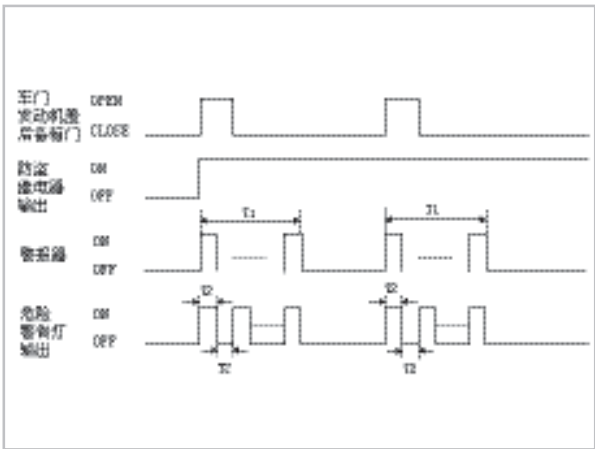 车门 OPEN
发动机盖
后备箱门 CLOSE
防盗 ON
继电器 OFF
输出
T1 T1
警报器 ON
OFF
T2 T2
危险 ON
警告灯 OFF
输出
T2 T2